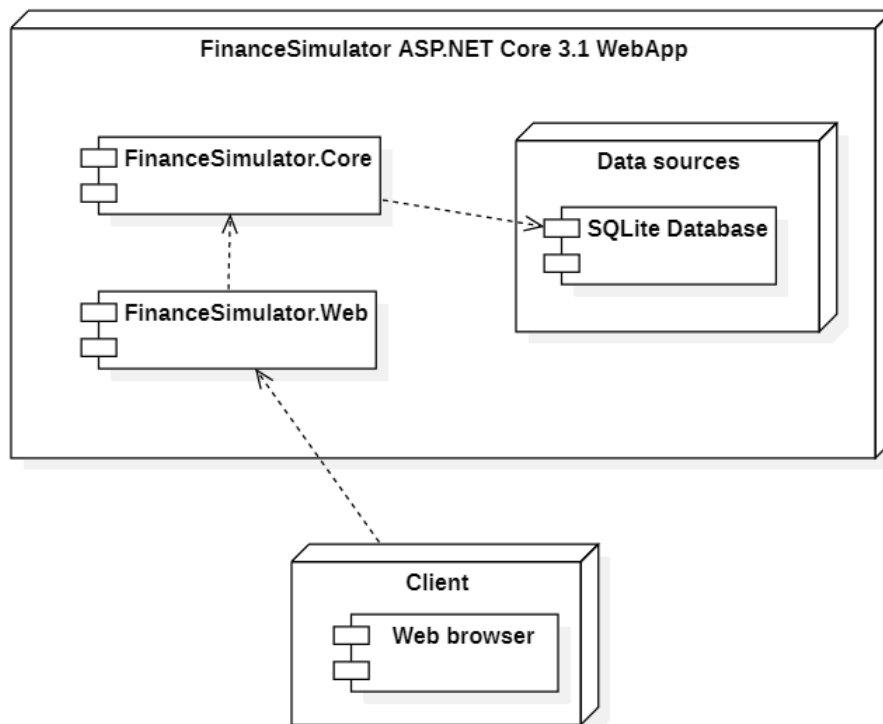 FinanceSimulator ASP.NET Core 3.1 WebApp
FinanceSimulator.Core
Data sources
SQLite Database
FinanceSimulator.Web
Client
Web browser